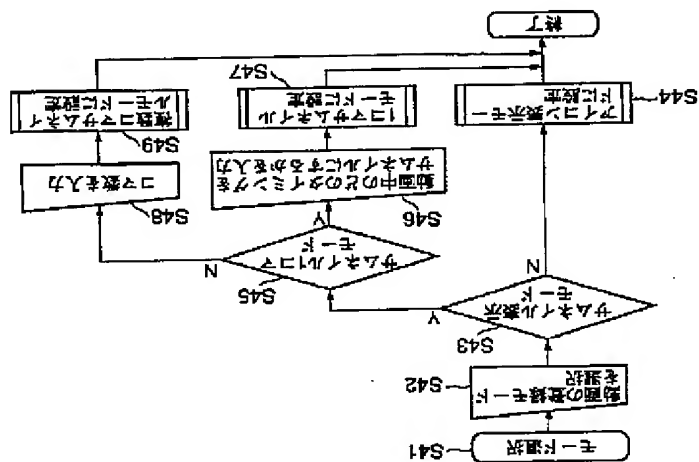 モード選択
S41
動画の登録モード
を選択
S42
サムネイル表示
モード
S43
Y
N
サムネイル1コマ
モード
S45
Y
N
動画中のどのタイミングを
サムネイルにするかを入力
S46
コマ数を入力
S48
アイコン表示モー
ドに設定
S44
1コマサムネイル
モードに設定
S47
複数コマサムネイ
ルモードに設定
S49
終了